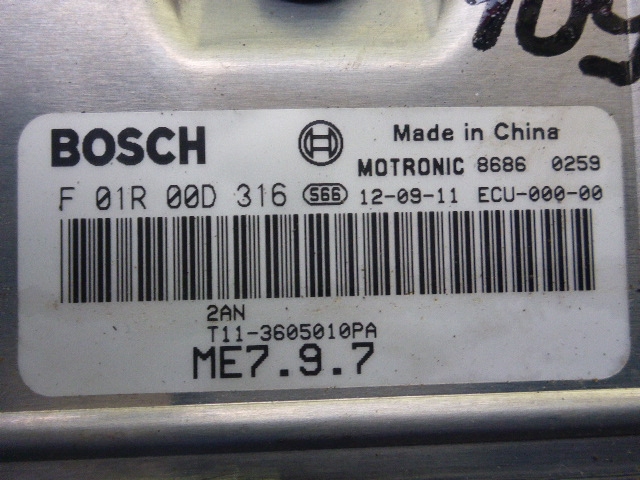 109
BOSCH
Made in China
MOTRONIC 8686 0259
F 01R 00D 316 S66 12-09-11 ECU-000-00
2AN
T11-3605010PA
ME7.9.7